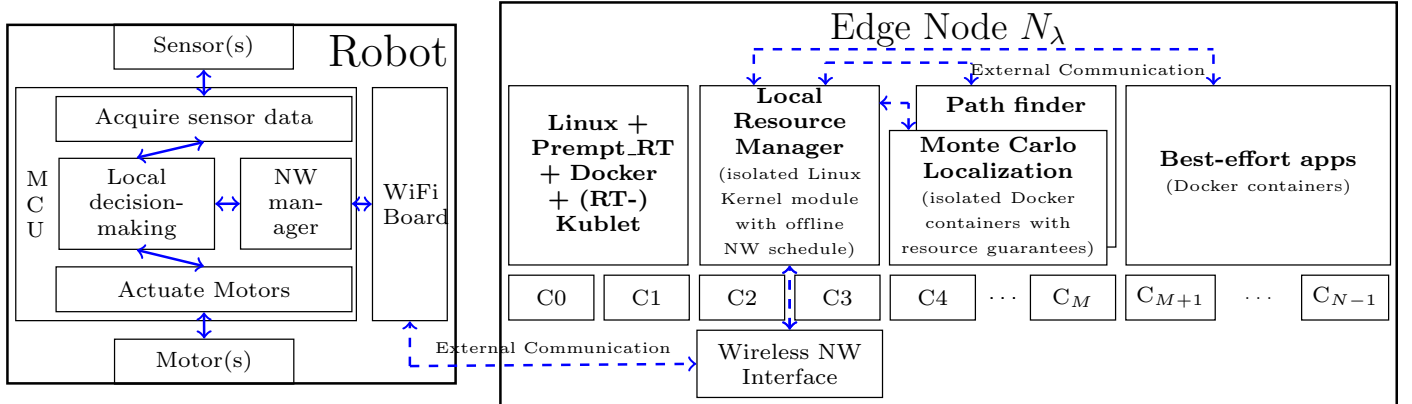 Robot
Sensor(s)
Acquire sensor data
M
C
U
Local
decision-
making
NW
man-
ager
WiFi
Board
Actuate Motors
Motor(s)
External Communication
Edge Node N_λ
External Communication
Linux +
Prempt_RT
+ Docker
+ (RT-)
Kublet
Local
Resource
Manager
(isolated Linux
Kernel module
with offline
NW schedule)
Path finder
Monte Carlo
Localization
(isolated Docker
containers with
resource guarantees)
Best-effort apps
(Docker containers)
C0 C1 C2 C3 C4 ··· C_M C_{M+1} ··· C_{N−1}
Wireless NW
Interface